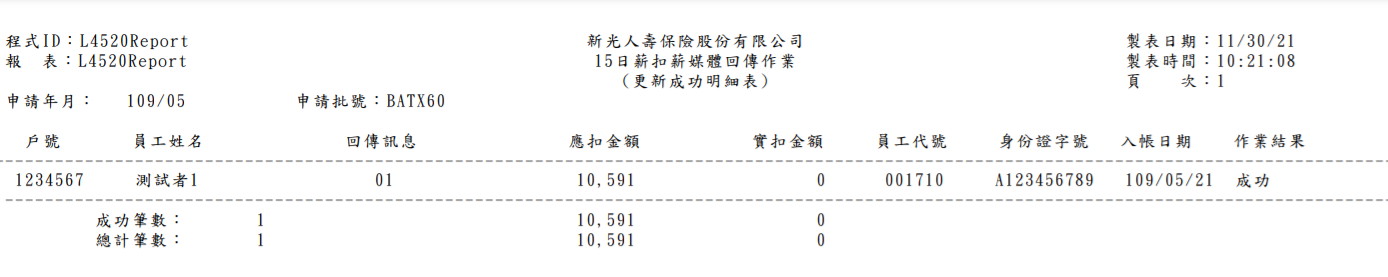 程式ID：L4520Report 新光人壽保險股份有限公司 製表日期：11/30/21
報　表：L4520Report 15日薪扣薪媒體回傳作業 製表時間：10:21:08
（更新成功明細表） 頁　　次：1
申請年月： 109/05 申請批號：BATX60
戶號 員工姓名 回傳訊息 應扣金額 實扣金額 員工代號 身份證字號 入帳日期 作業結果
1234567 測試者1 01 10,591 0 001710 A123456789 109/05/21 成功
成功筆數： 1 10,591 0
總計筆數： 1 10,591 0